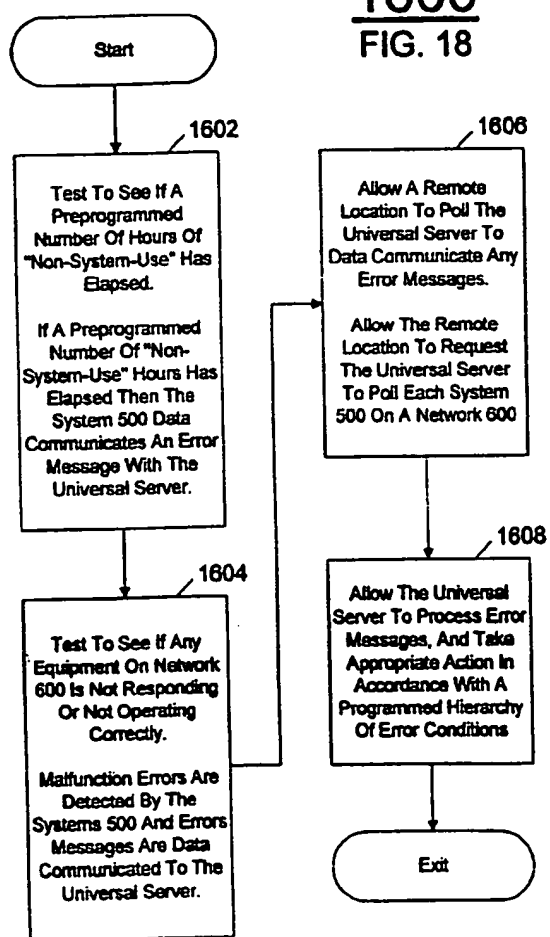 1600
FIG. 18
Start
1602
Test To See If A
Preprogrammed
Number Of Hours Of
"Non-System-Use" Has
Elapsed.
If A Preprogrammed
Number Of "Non-
System-Use" Hours Has
Elapsed Then The
System 500 Data
Communicates An Error
Message With The
Universal Server.
1604
Test To See If Any
Equipment On Network
600 Is Not Responding
Or Not Operating
Correctly.
Malfunction Errors Are
Detected By The
Systems 500 And Errors
Messages Are Data
Communicated To The
Universal Server.
1606
Allow A Remote
Location To Poll The
Universal Server To
Data Communicate Any
Error Messages.
Allow The Remote
Location To Request
The Universal Server
To Poll Each System
500 On A Network 600
1608
Allow The Universal
Server To Process Error
Messages, And Take
Appropriate Action In
Accordance With A
Programmed Hierarchy
Of Error Conditions
Exit